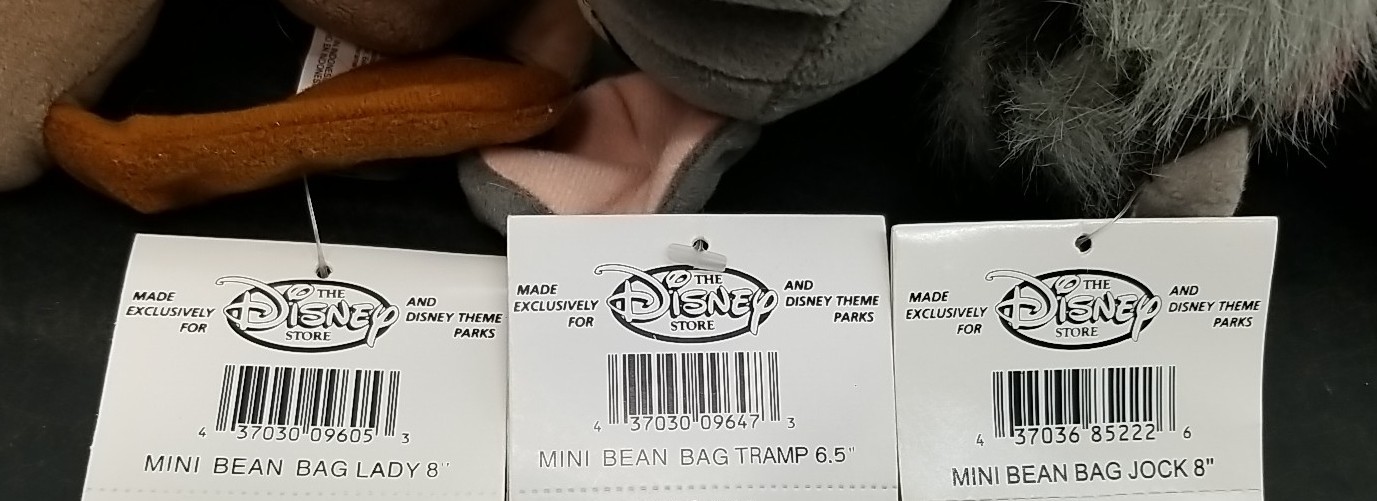 MADE
EXCLUSIVELY
FOR
THE
DISNEY
STORE
AND
DISNEY THEME
PARKS
4 37030 09605 3
MINI BEAN BAG LADY 8"
MADE
EXCLUSIVELY
FOR
THE
DISNEY
STORE
AND
DISNEY THEME
PARKS
4 37030 09647 3
MINI BEAN BAG TRAMP 6.5"
MADE
EXCLUSIVELY
FOR
THE
DISNEY
STORE
AND
DISNEY THEME
PARKS
4 37036 85222 6
MINI BEAN BAG JOCK 8"